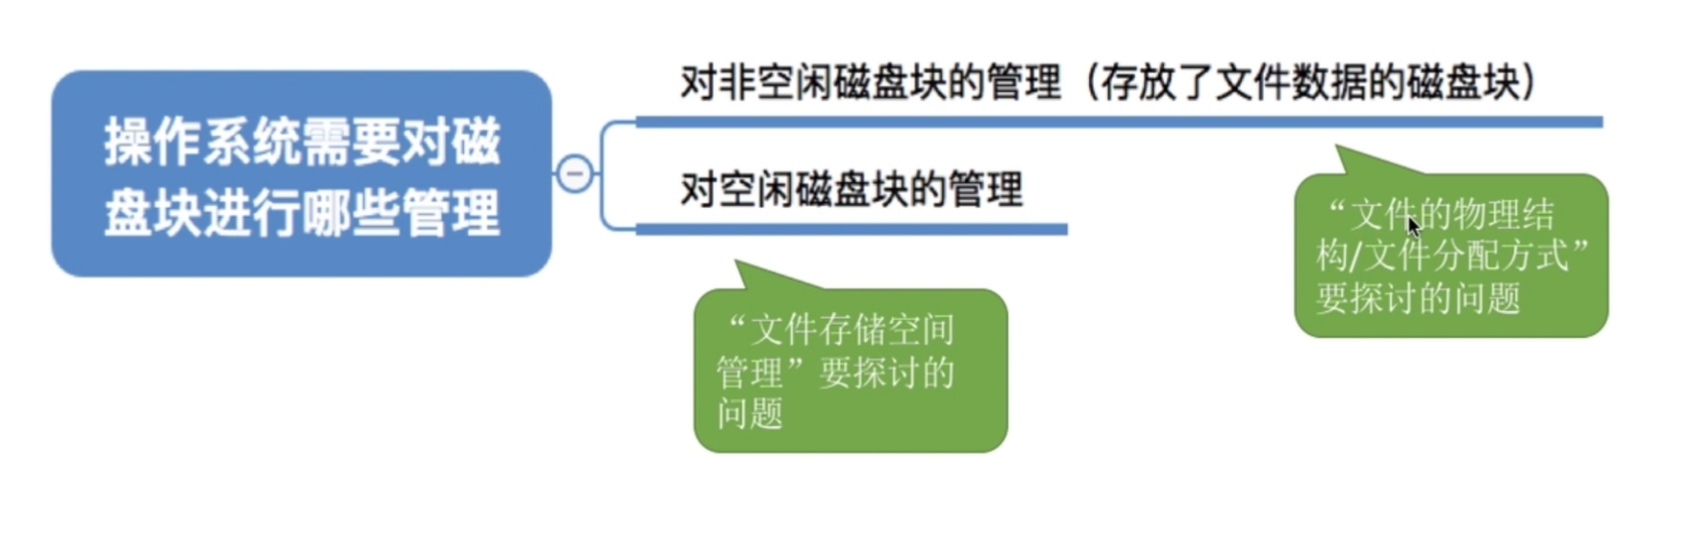 操作系统需要对磁
盘块进行哪些管理
对非空闲磁盘块的管理（存放了文件数据的磁盘块）
对空闲磁盘块的管理
“文件的物理结
构/文件分配方式”
要探讨的问题
“文件存储空间
管理”要探讨的
问题